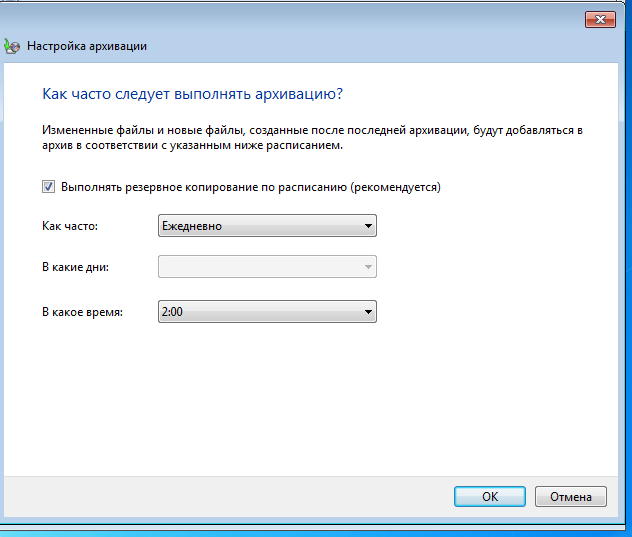 Настройка архивации
Как часто следует выполнять архивацию?
Измененные файлы и новые файлы, созданные после последней архивации, будут добавляться в
архив в соответствии с указанным ниже расписанием.
Выполнять резервное копирование по расписанию (рекомендуется)
Как часто: Ежедневно
В какие дни:
В какое время: 2:00
OK Отмена